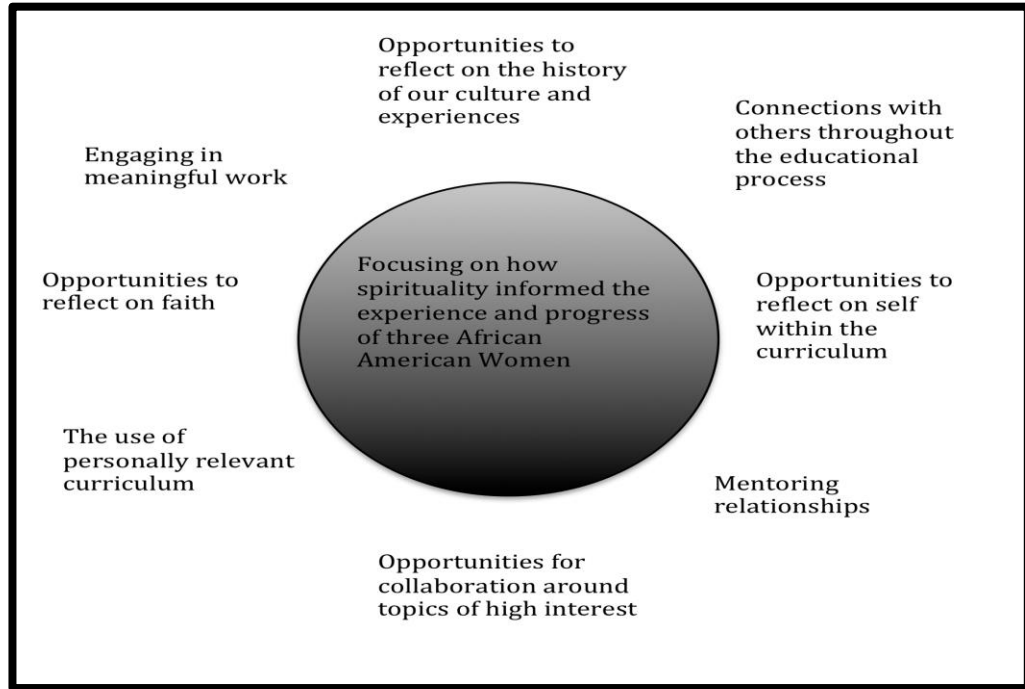 Opportunities to
reflect on the history
of our culture and
experiences
Connections with
others throughout
the educational
process
Engaging in
meaningful work
Opportunities to
reflect on faith
Focusing on how
spirituality informed the
experience and progress
of three African
American Women
Opportunities to
reflect on self
within the
curriculum
The use of
personally relevant
curriculum
Mentoring
relationships
Opportunities for
collaboration around
topics of high interest